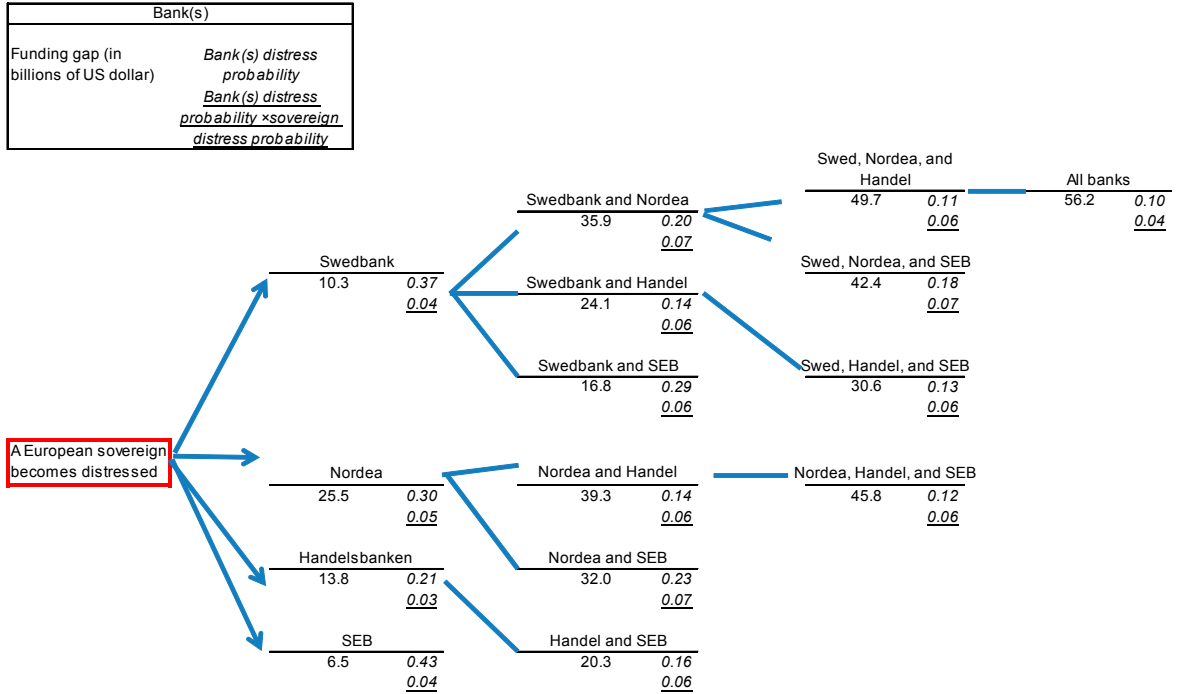 Bank(s)
Funding gap (in
billions of US dollar)
Bank(s) distress
probability
Bank(s) distress
probability ×sovereign
distress probability
A European sovereign
becomes distressed
Swedbank
10.3 0.37
0.04
Nordea
25.5 0.30
0.05
Handelsbanken
13.8 0.21
0.03
SEB
6.5 0.43
0.04
Swedbank and Nordea
35.9 0.20
0.07
Swedbank and Handel
24.1 0.14
0.06
Swedbank and SEB
16.8 0.29
0.06
Nordea and Handel
39.3 0.14
0.06
Nordea and SEB
32.0 0.23
0.07
Handel and SEB
20.3 0.16
0.06
Swed, Nordea, and
Handel
49.7 0.11
0.06
Swed, Nordea, and SEB
42.4 0.18
0.07
Swed, Handel, and SEB
30.6 0.13
0.06
Nordea, Handel, and SEB
45.8 0.12
0.06
All banks
56.2 0.10
0.04